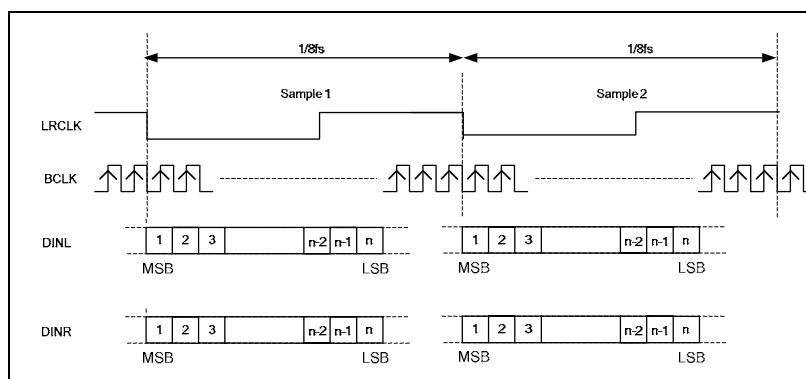 1/8fs 1/8fs
Sample 1 Sample 2
LRCLK
BCLK
DINL 1 2 3 n-2 n-1 n 1 2 3 n-2 n-1 n
MSB LSB MSB LSB
DINR 1 2 3 n-2 n-1 n 1 2 3 n-2 n-1 n
MSB LSB MSB LSB